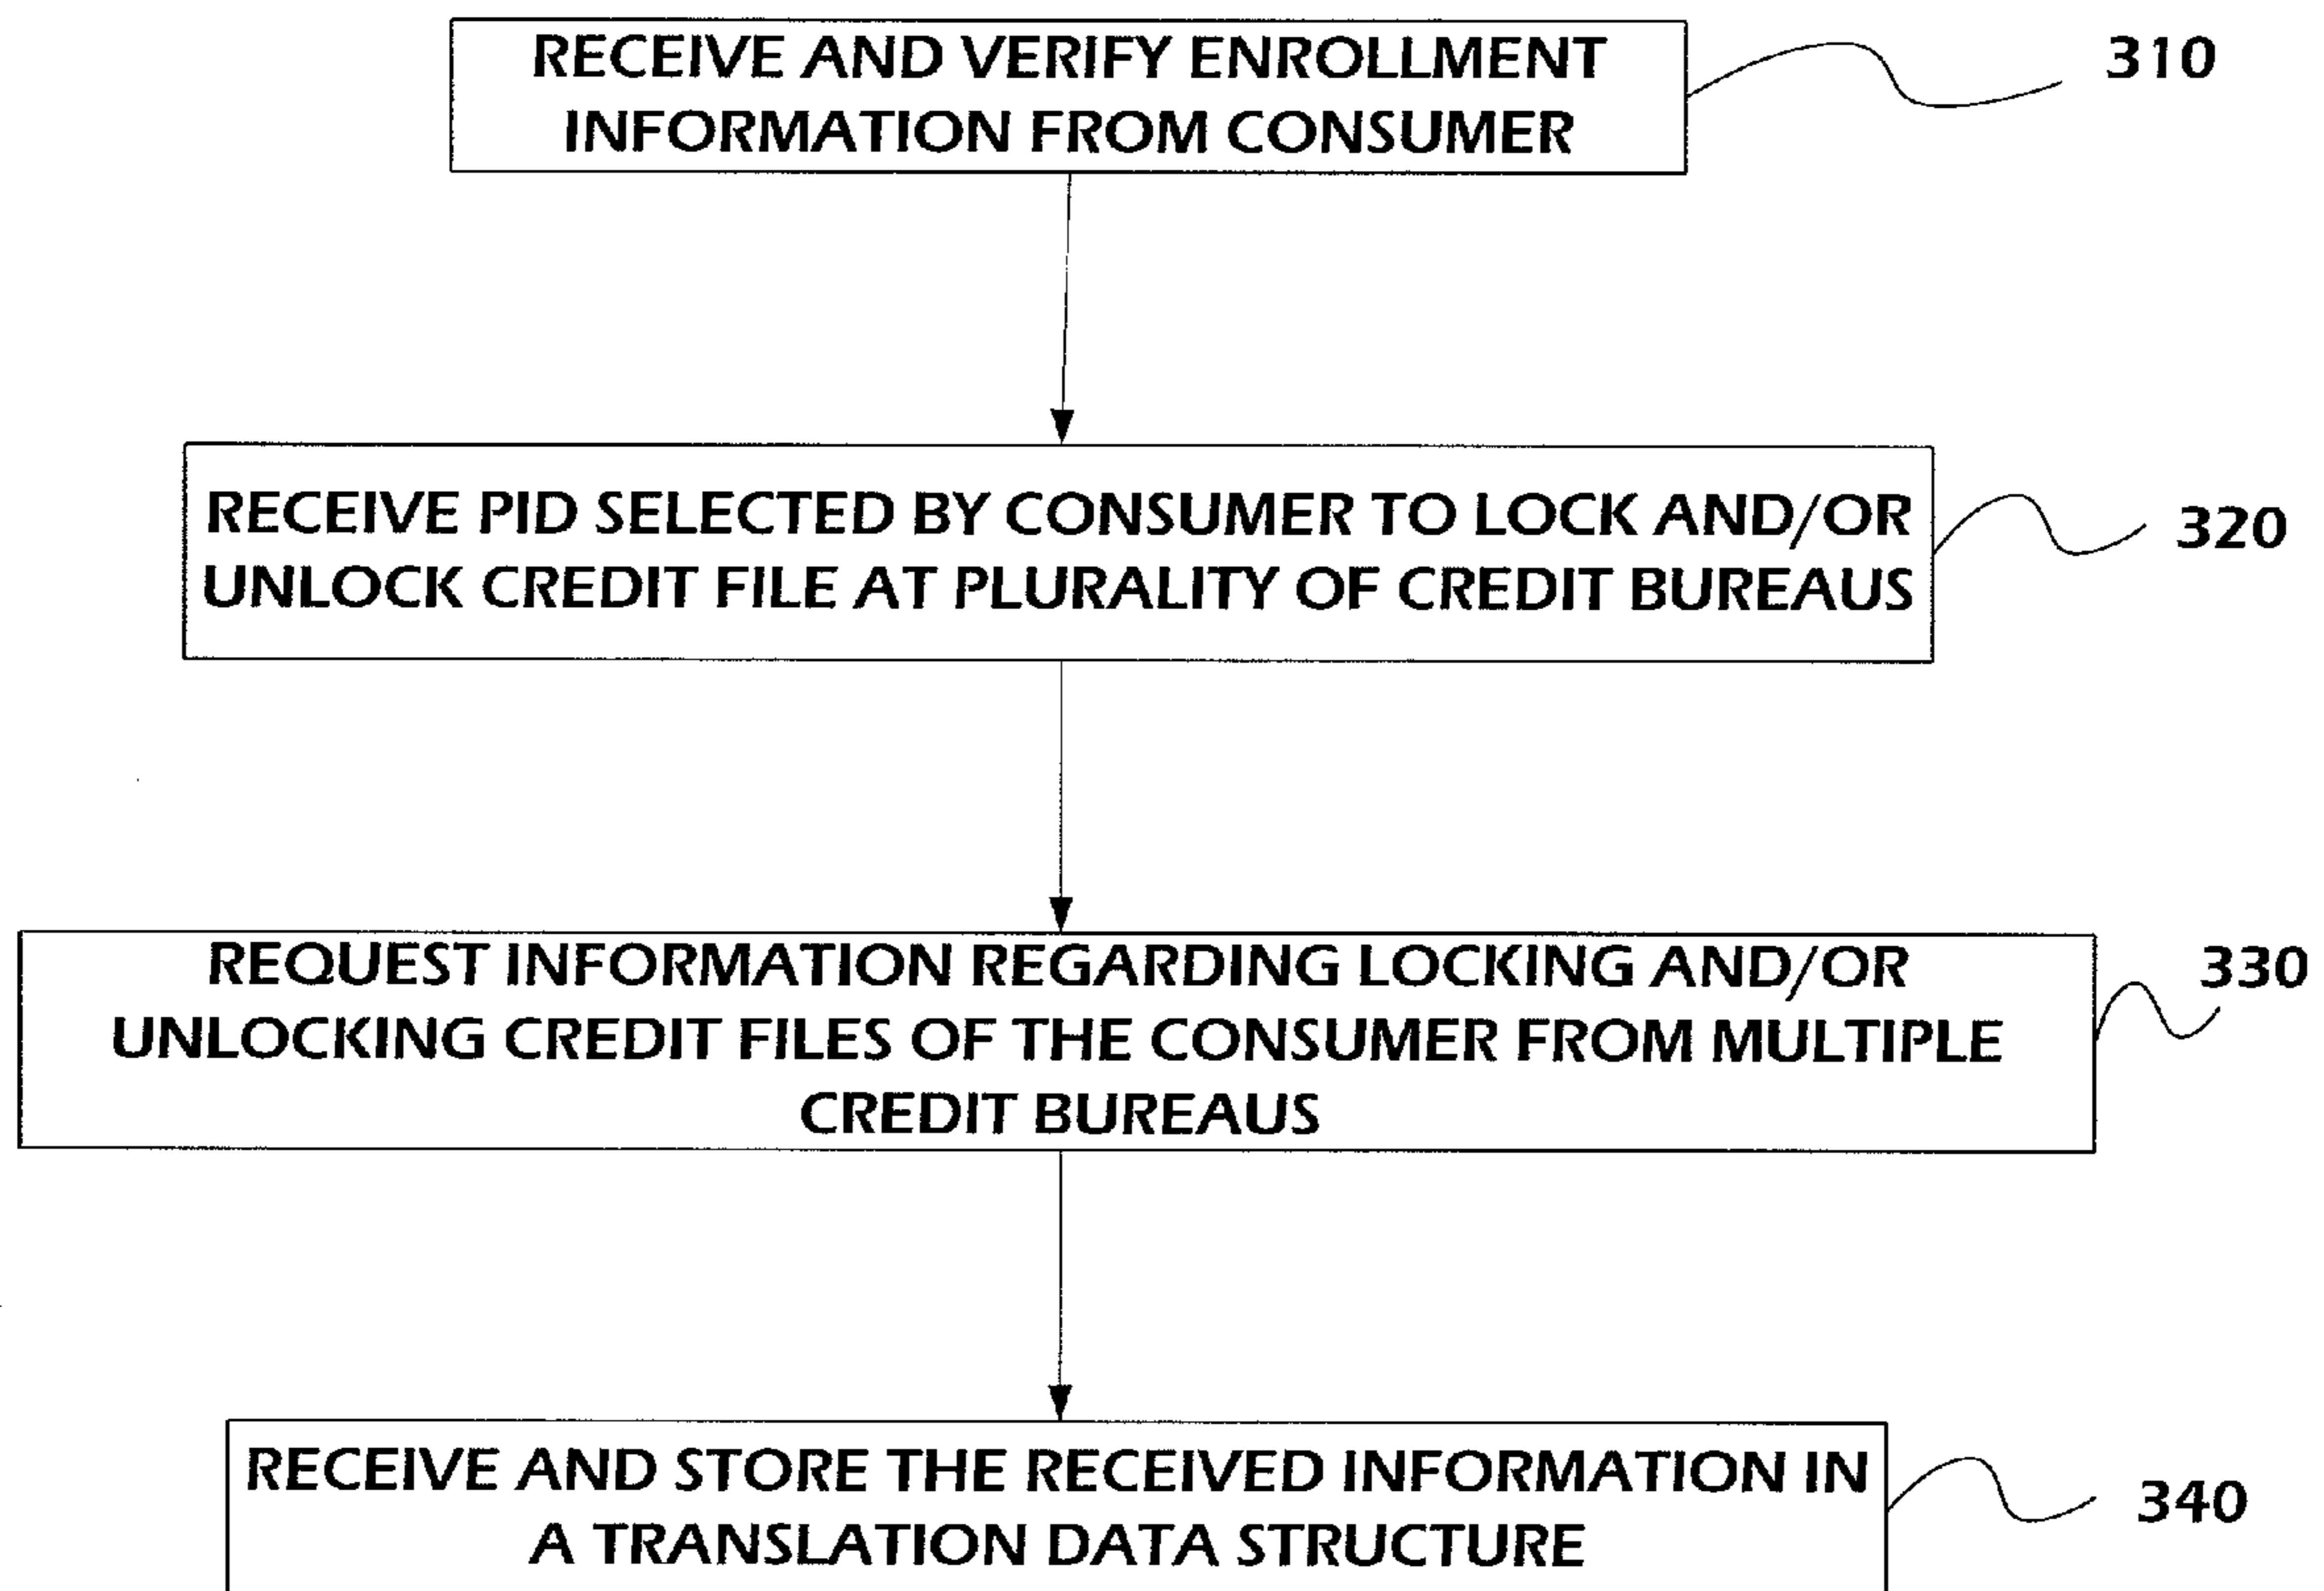 RECEIVE AND VERIFY ENROLLMENT
INFORMATION FROM CONSUMER
310
RECEIVE PID SELECTED BY CONSUMER TO LOCK AND/OR
UNLOCK CREDIT FILE AT PLURALITY OF CREDIT BUREAUS
320
REQUEST INFORMATION REGARDING LOCKING AND/OR
UNLOCKING CREDIT FILES OF THE CONSUMER FROM MULTIPLE
CREDIT BUREAUS
330
RECEIVE AND STORE THE RECEIVED INFORMATION IN
A TRANSLATION DATA STRUCTURE
340